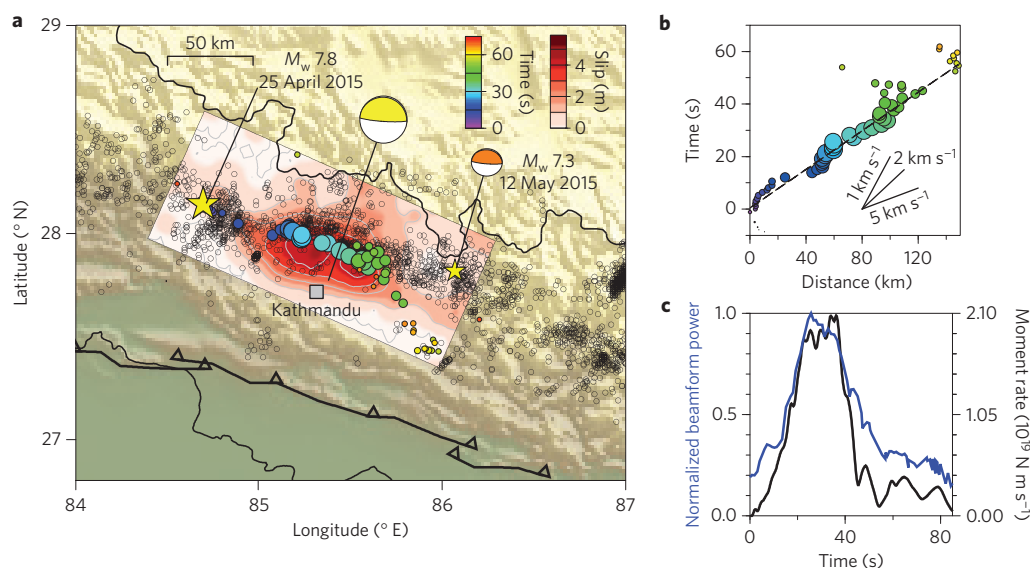 a
29
28
27
84
85
86
87
Latitude (° N)
Longitude (° E)
50 km
Mw 7.8
25 April 2015
Mw 7.3
12 May 2015
Kathmandu
60
30
0
Time (s)
4
2
0
Slip (m)
b
60
40
20
0
Time (s)
0
40
80
120
Distance (km)
1 km s⁻¹
2 km s⁻¹
5 km s⁻¹
c
1.0
0.5
0.0
Normalized beamform power
2.10
1.05
0.00
Moment rate (10¹⁹ N m s⁻¹)
0
40
80
Time (s)